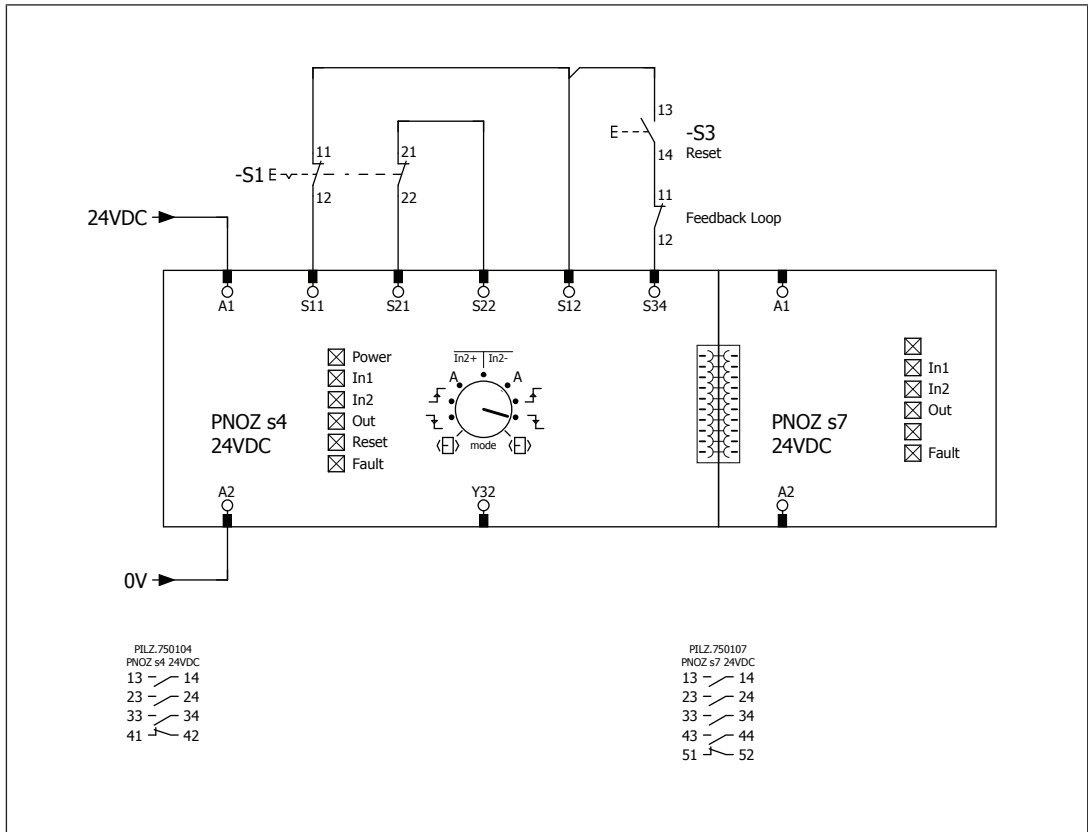 13
-S3
14 Reset
11 21
-S1
12 22
11
Feedback Loop
12
24VDC
A1 S11 S21 S22 S12 S34 A1
In2+ In2-
A A
mode
Power
In1
In2
Out
Reset
Fault
PNOZ s4
24VDC
In1
In2
Out
Fault
PNOZ s7
24VDC
A2 Y32 A2
0V
PILZ.750104
PNOZ s4 24VDC
13 14
23 24
33 34
41 42
PILZ.750107
PNOZ s7 24VDC
13 14
23 24
33 34
43 44
51 52